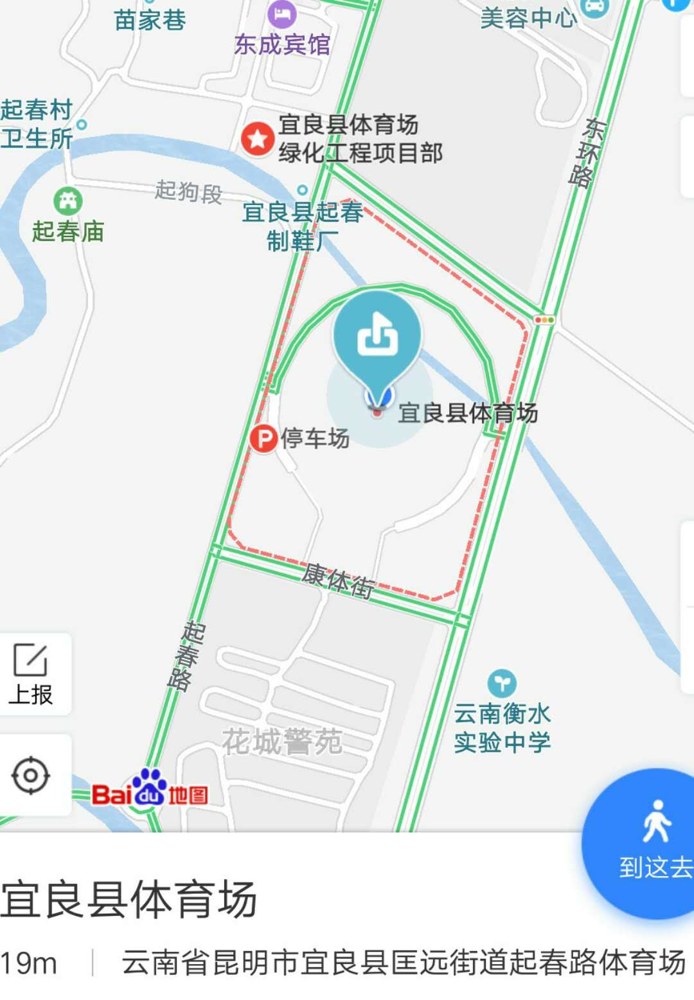 苗家巷
美容中心
东成宾馆
起春村
卫生所
宜良县体育场
绿化工程项目部
东环路
起狗段
宜良县起春
制鞋厂
起春庙
宜良县体育场
P
停车场
康体街
起春路
上报
云南衡水
实验中学
花城警苑
Bai du 地图
到这去
宜良县体育场
19m
云南省昆明市宜良县匡远街道起春路体育场